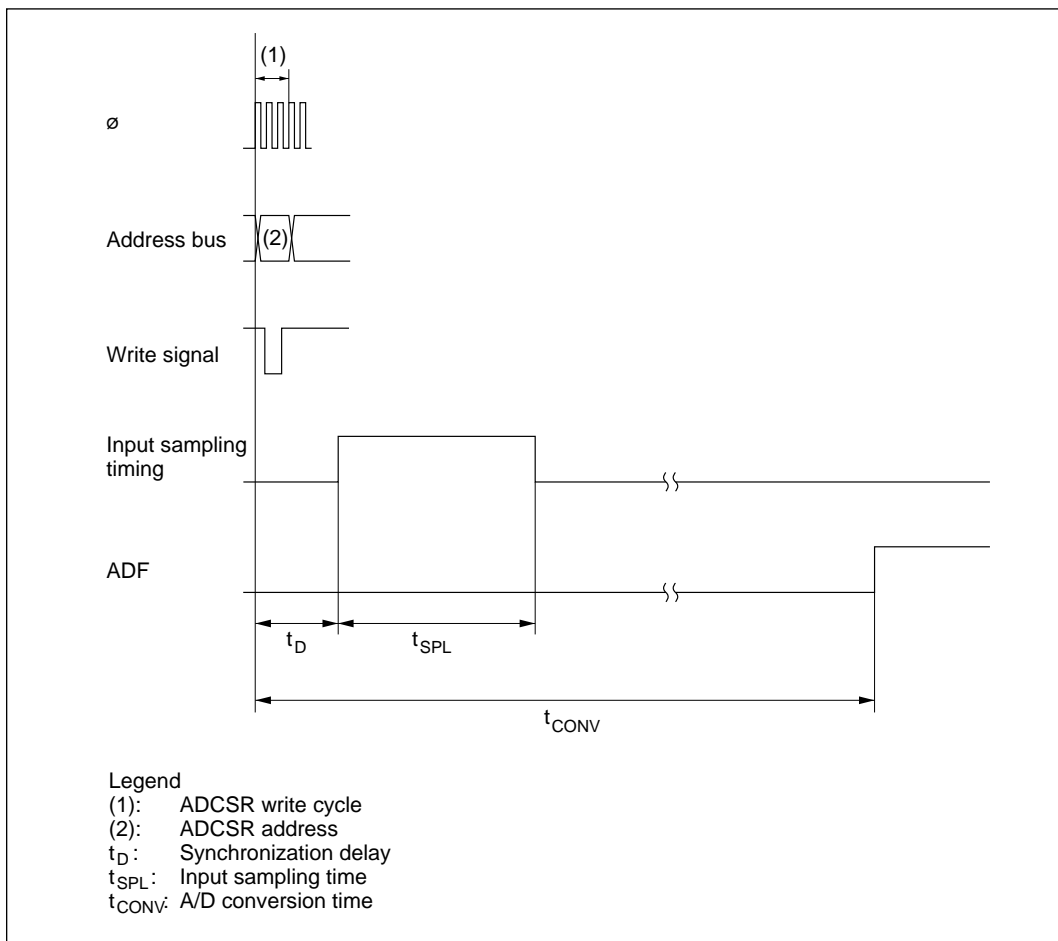 (1)
ø
Address bus
(2)
Write signal
Input sampling
timing
ADF
tD
tSPL
tCONV
Legend
(1): ADCSR write cycle
(2): ADCSR address
tD : Synchronization delay
tSPL : Input sampling time
tCONV: A/D conversion time